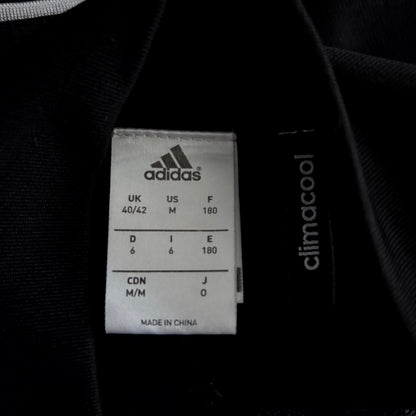 adidas
UK US F
40/42 M 180
D I E
6 6 180
CDN J
M/M O
MADE IN CHINA
climacool